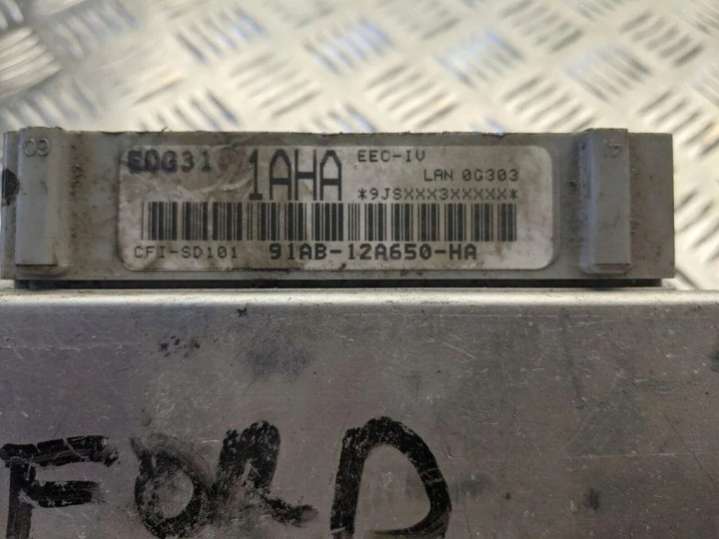 EDG31 1AHA EEC-IV
LAN 0G303
*9JSXXX3XXXXX*
CFI-SD101 91AB-12A650-HA
FORD